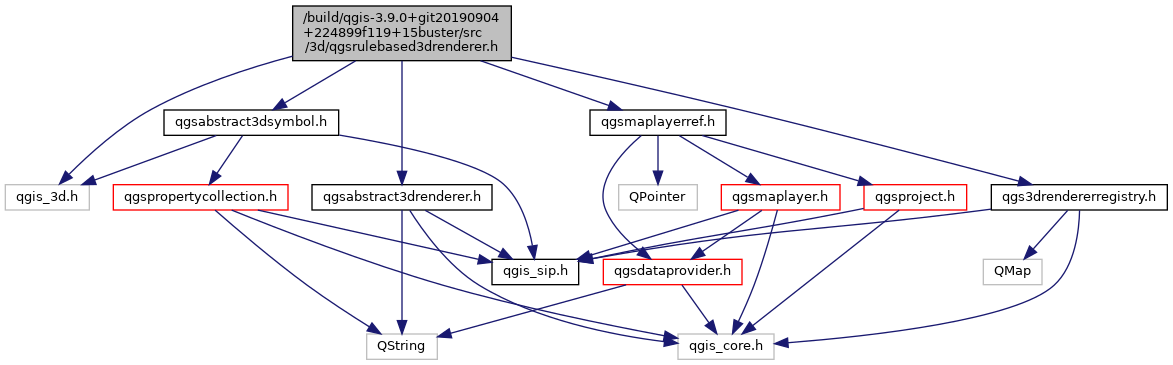 /build/qgis-3.9.0+git20190904
+224899f119+15buster/src
/3d/qgsrulebased3drenderer.h
qgsabstract3dsymbol.h
qgsmaplayerref.h
qgis_3d.h
qgspropertycollection.h
qgsabstract3drenderer.h
QPointer
qgsmaplayer.h
qgsproject.h
qgs3drendererregistry.h
qgis_sip.h
qgsdataprovider.h
QMap
QString
qgis_core.h